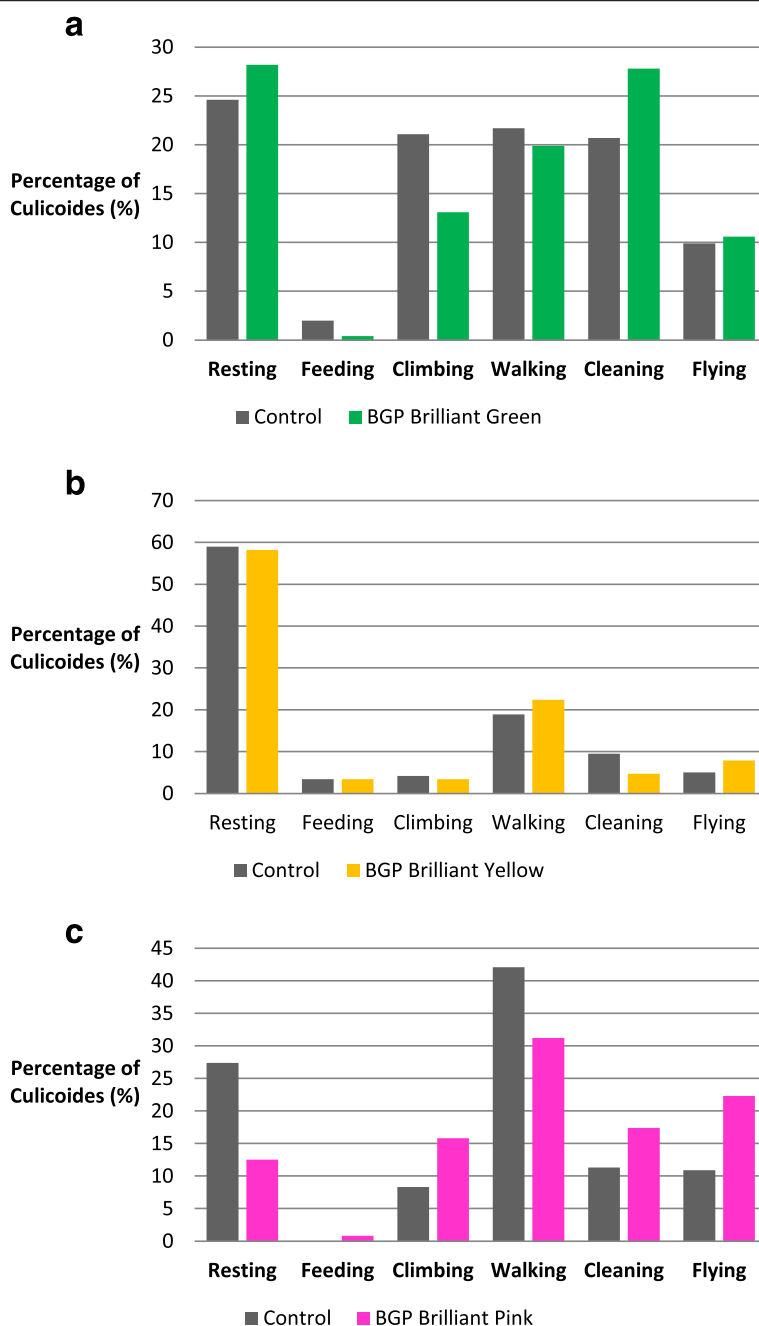 a
30
25
20
15
10
5
0
Percentage of
Culicoides (%)
Resting Feeding Climbing Walking Cleaning Flying
Control BGP Brilliant Green
b
70
60
50
40
30
20
10
0
Percentage of
Culicoides (%)
Resting Feeding Climbing Walking Cleaning Flying
Control BGP Brilliant Yellow
c
45
40
35
30
25
20
15
10
5
0
Percentage of
Culicoides (%)
Resting Feeding Climbing Walking Cleaning Flying
Control BGP Brilliant Pink